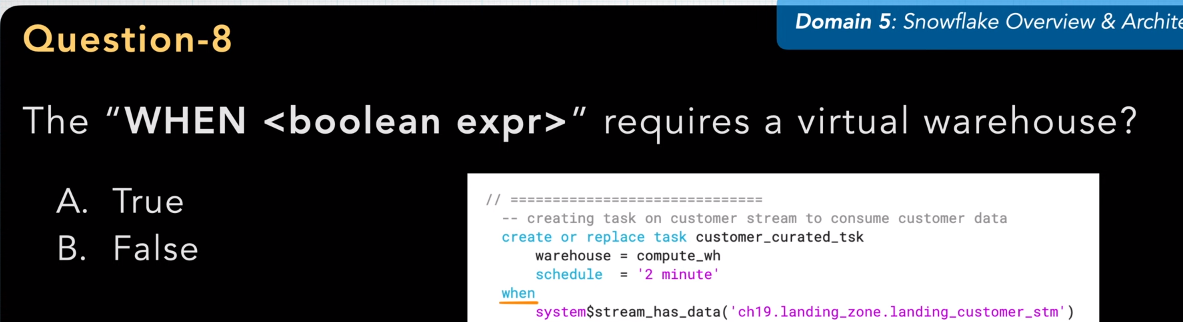 Domain 5: Snowflake Overview & Archite
Question-8
The “WHEN <boolean expr>” requires a virtual warehouse?
A. True
B. False
// ==============================
-- creating task on customer stream to consume customer data
create or replace task customer_curated_tsk
warehouse = compute_wh
schedule = '2 minute'
when
system$stream_has_data('ch19.landing_zone.landing_customer_stm')